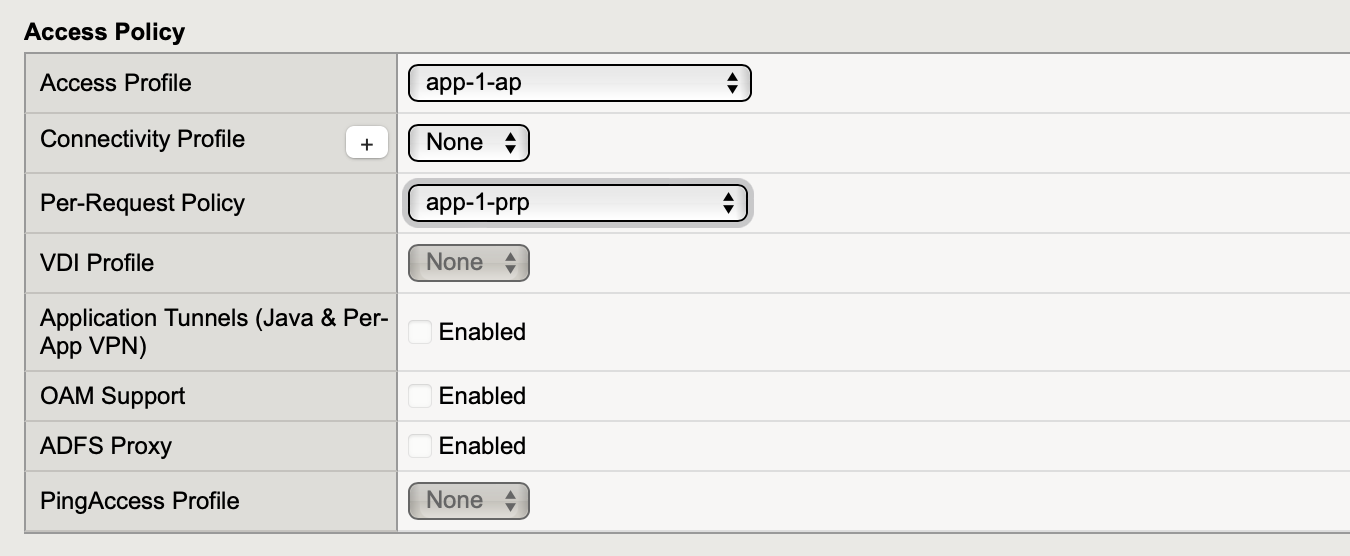 Access Policy
Access Profile app-1-ap
Connectivity Profile + None
Per-Request Policy app-1-prp
VDI Profile None
Application Tunnels (Java & Per-
App VPN) Enabled
OAM Support Enabled
ADFS Proxy Enabled
PingAccess Profile None